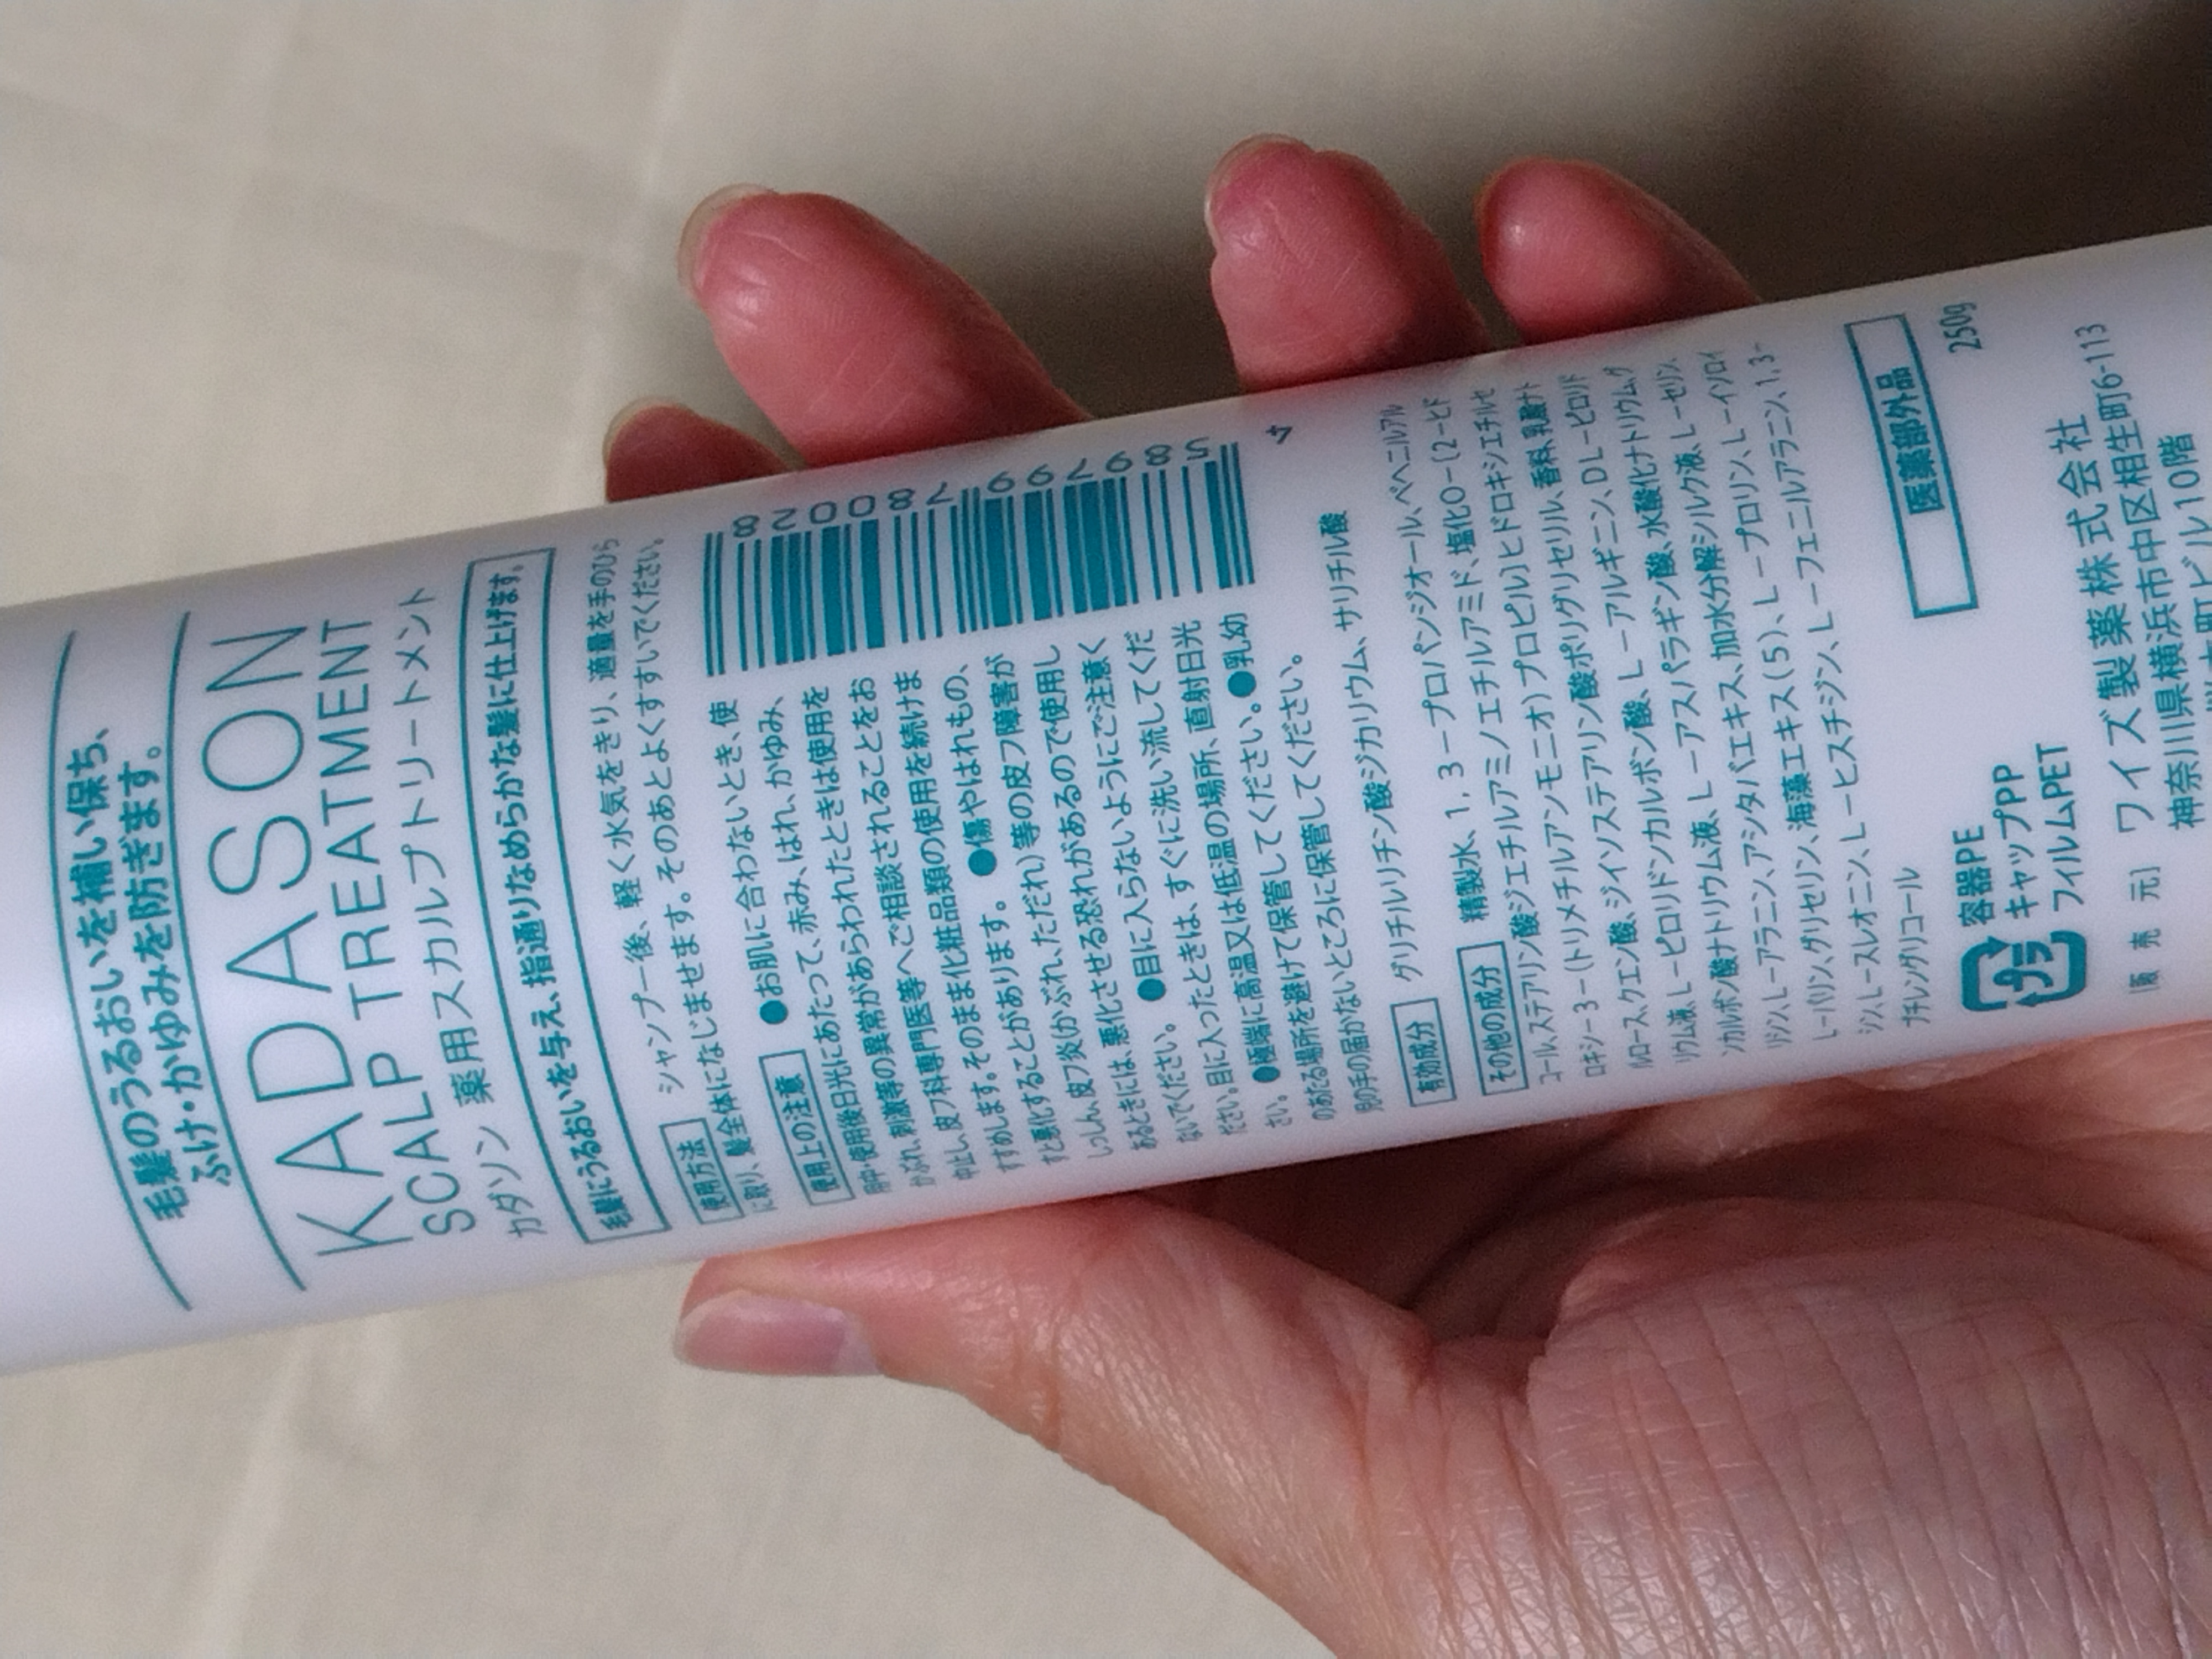 毛髪のうるおいを補い保ち、
ふけ・かゆみを防ぎます。
KADASON
SCALP TREATMENT
カダソン 薬用スカルプトリートメント
毛髪にうるおいを与え、指通りなめらかな髪に仕上げます。
使用方法 シャンプー後、軽く水気をきり、適量を手のひら
に取り、髪全体になじませます。そのあとよくすすいでください。
使用上の注意 ●お肌に合わないとき、使
用中・使用後日光にあたって、赤み、はれ、かゆみ、
かぶれ、刺激等の異常があらわれたときは使用を
中止し、皮フ科専門医等へご相談されることをお
すすめします。そのまま化粧品類の使用を続けま
すと悪化することがあります。 ●傷やはれもの、
しっしん、皮フ炎(かぶれ、ただれ)等の皮フ障害が
あるときには、悪化させる恐れがあるので使用し
ないでください。 ●目に入らないようにご注意く
ださい。目に入ったときは、すぐに洗い流してくだ
さい。 ●極端に高温又は低温の場所、直射日光
のあたる場所を避けて保管してください。●乳幼
児の手の届かないところに保管してください。
4589766878002 8
有効成分 グリチルリチン酸ジカリウム、サリチル酸
その他の成分 精製水、1,3－プロパンジオール、ベヘニルアル
コール、ステアリン酸ジエチルアミノエチルアミド、塩化O－[2－ヒド
ロキシ－3－(トリメチルアンモニオ)プロピル]ヒドロキシエチルセ
ルロース、クエン酸、ジイソステアリン酸ポリグリセリル、香料、乳酸ナト
リウム液、L－ピロリドンカルボン酸、L－アルギニン、DL－ピロリド
ンカルボン酸ナトリウム液、L－アスパラギン酸、水酸化ナトリウム、グ
リシン、L－アラニン、アシタバエキス、加水分解シルク液、L－セリン、
L－バリン、グリセリン、海藻エキス(5)、L－プロリン、L－イソロイ
シン、L－スレオニン、L－ヒスチジン、L－フェニルアラニン、1,3－
ブチレングリコール
医薬部外品
250g
プラ
容器PE
キャップPP
フィルムPET
[販売元] ワイズ製薬株式会社
神奈川県横浜市中区相生町6-113
町ビル10階